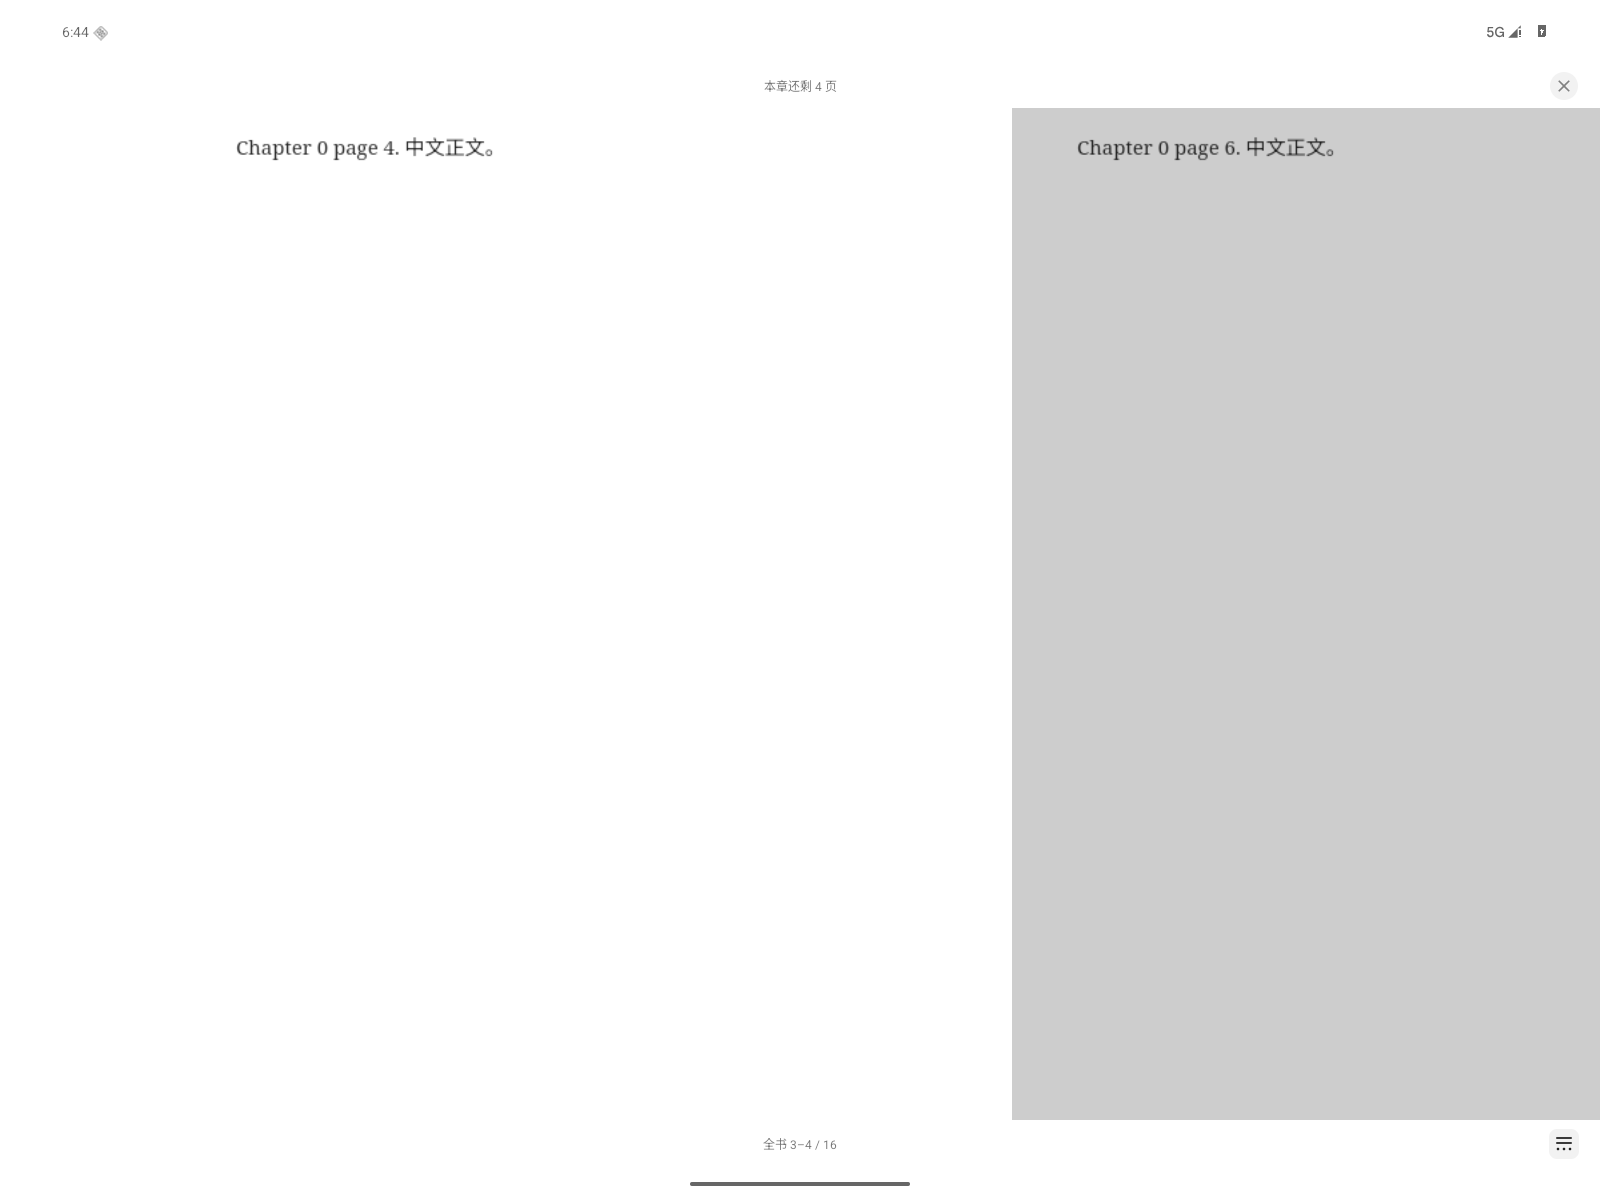 6:44
5G
本章还剩 4 页
Chapter 0 page 4. 中文正文。
Chapter 0 page 6. 中文正文。
全书 3–4 / 16